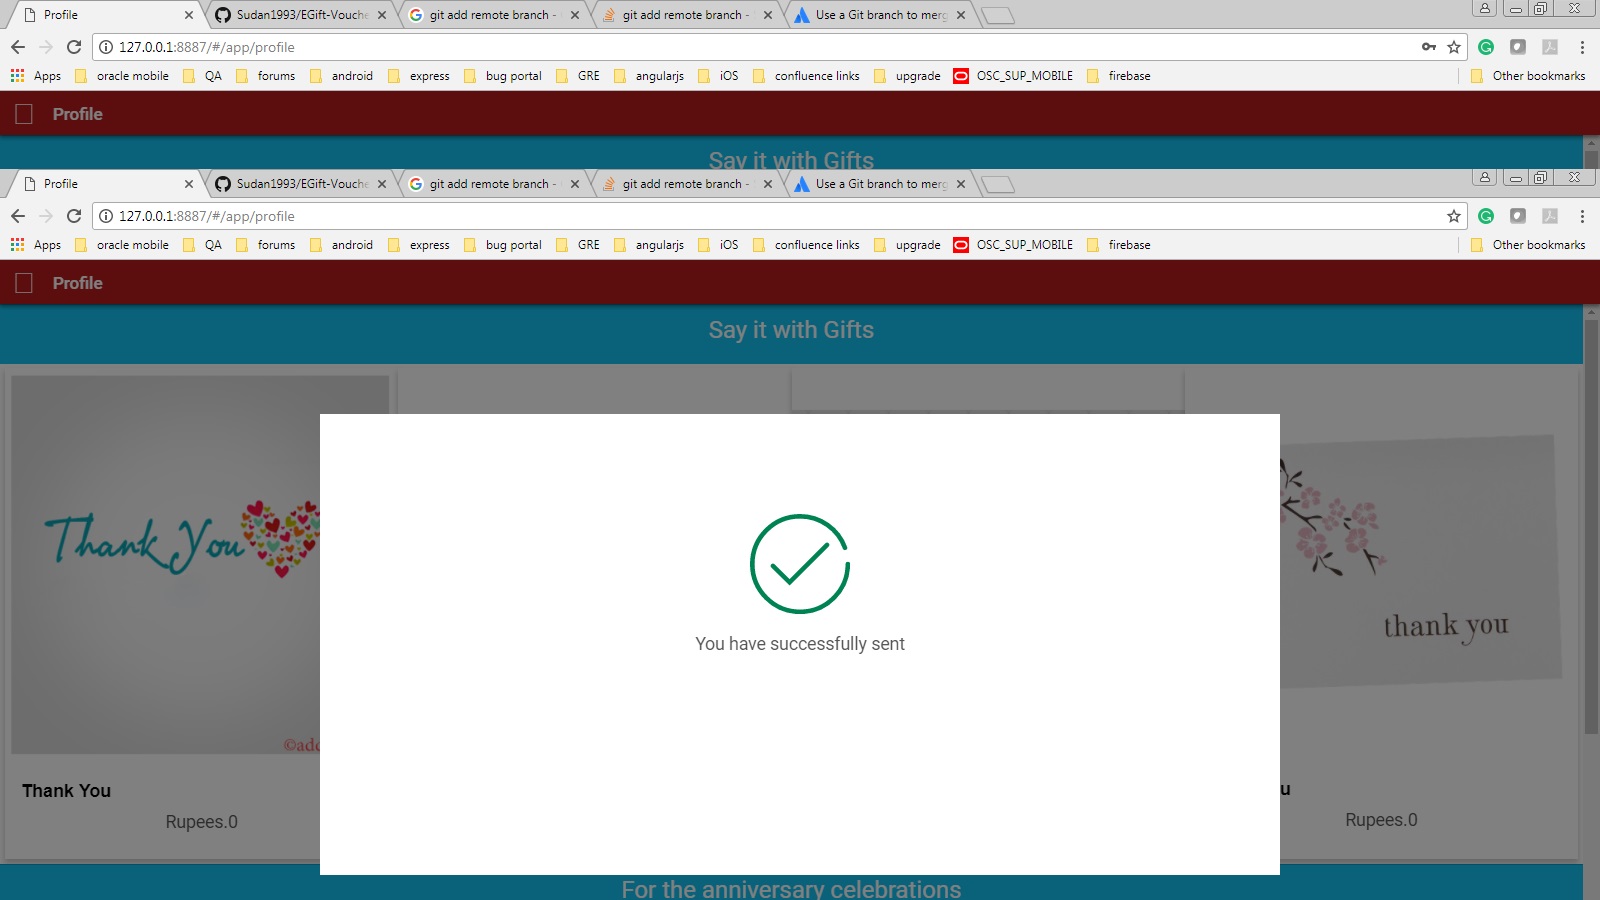 Profile
Sudan1993/EGift-Vouche
git add remote branch -
git add remote branch -
Use a Git branch to merg
127.0.0.1:8887/#/app/profile
Apps oracle mobile QA forums android express bug portal GRE angularjs iOS confluence links upgrade OSC_SUP_MOBILE firebase Other bookmarks
Profile
Say it with Gifts
Profile
Sudan1993/EGift-Vouche
git add remote branch -
git add remote branch -
Use a Git branch to merg
127.0.0.1:8887/#/app/profile
Apps oracle mobile QA forums android express bug portal GRE angularjs iOS confluence links upgrade OSC_SUP_MOBILE firebase Other bookmarks
Profile
Say it with Gifts
Thank You
thank you
You have successfully sent
Thank You
Rupees.0
Rupees.0
For the anniversary celebrations